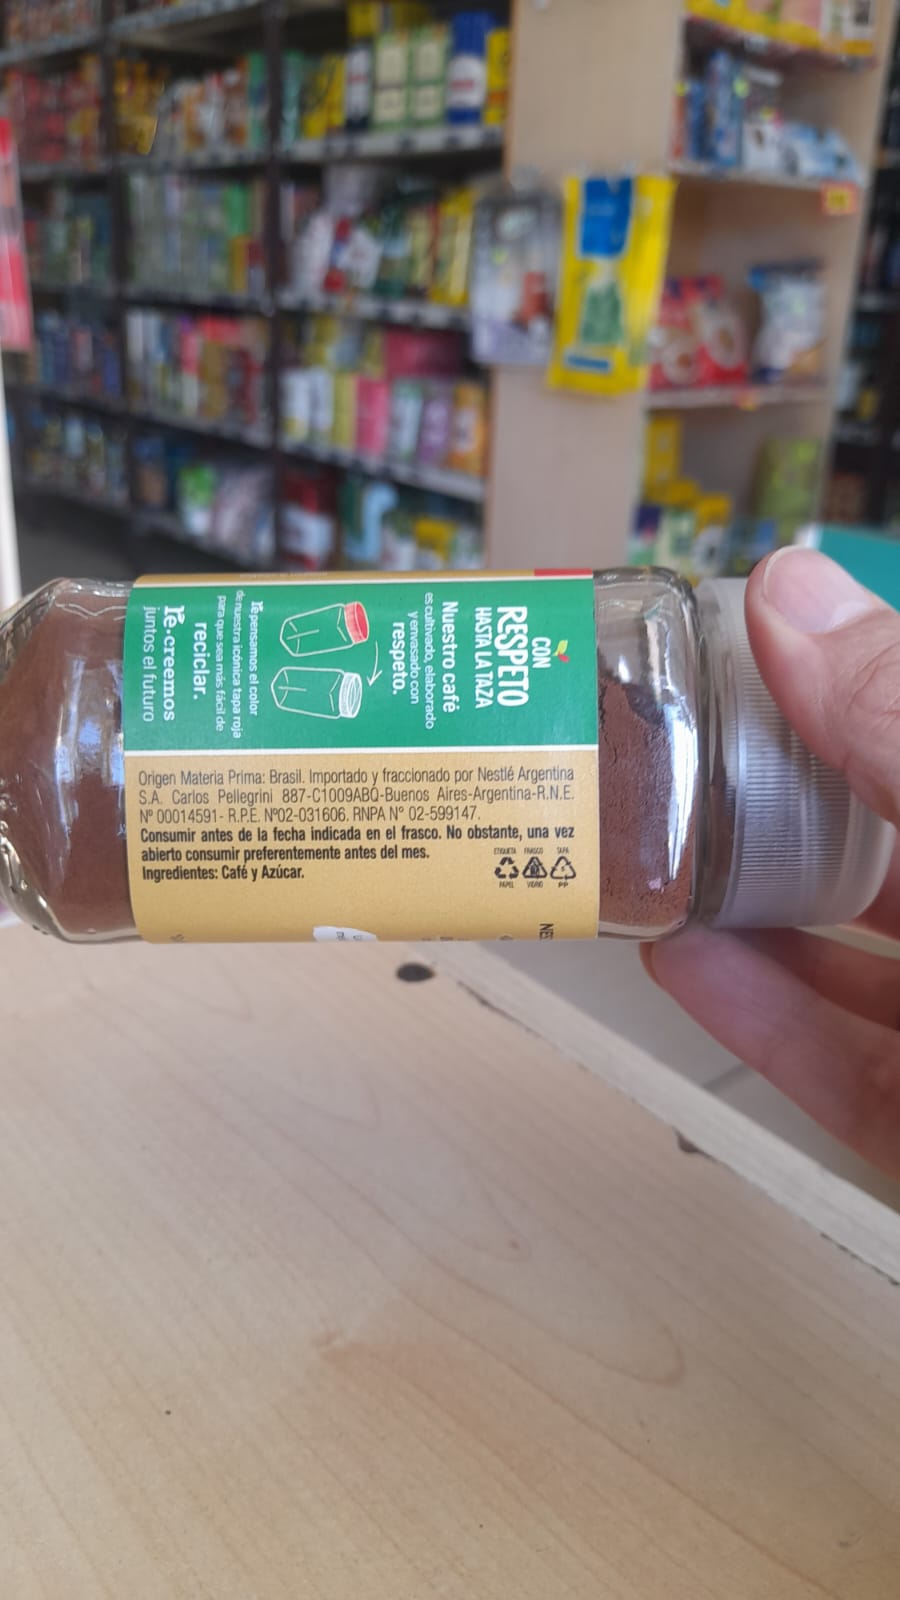 CON
RESPETO
HASTA LA TAZA
Nuestro café
es cultivado, elaborado
y envasado con
respeto.
Repensamos el color
de nuestra icónica tapa roja
para que sea más fácil de
reciclar.
re-creemos
juntos el futuro
Origen Materia Prima: Brasil. Importado y fraccionado por Nestlé Argentina
S.A. Carlos Pellegrini 887-C1009ABQ-Buenos Aires-Argentina-R.N.E.
Nº 00014591- R.P.E. Nº02-031606. RNPA N° 02-599147.
Consumir antes de la fecha indicada en el frasco. No obstante, una vez
abierto consumir preferentemente antes del mes.
Ingredientes: Café y Azúcar.
ETIQUETA FRASCO TAPA
PAPEL VIDRIO PP